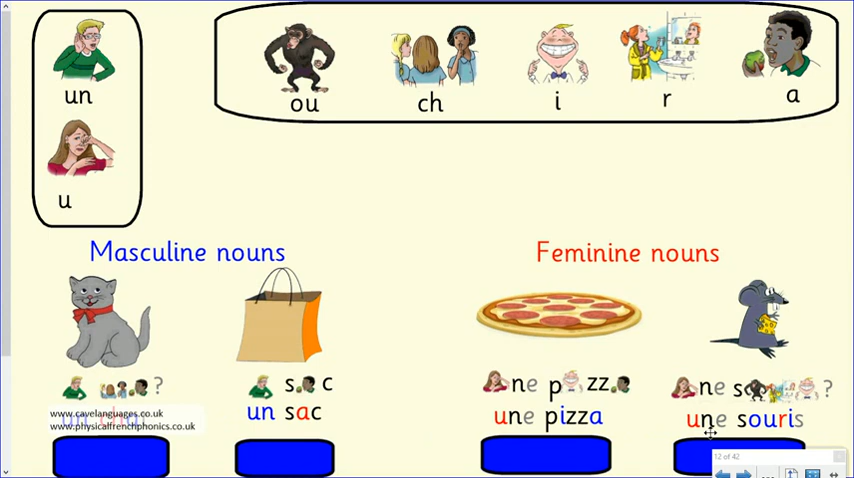 un
u
ou ch i r a
Masculine nouns
Feminine nouns
?
s c
ne p zz
ne s ?
un sac
une pizza
une souris
www.cavelanguages.co.uk
www.physicalfrenchphonics.co.uk
12 of 42